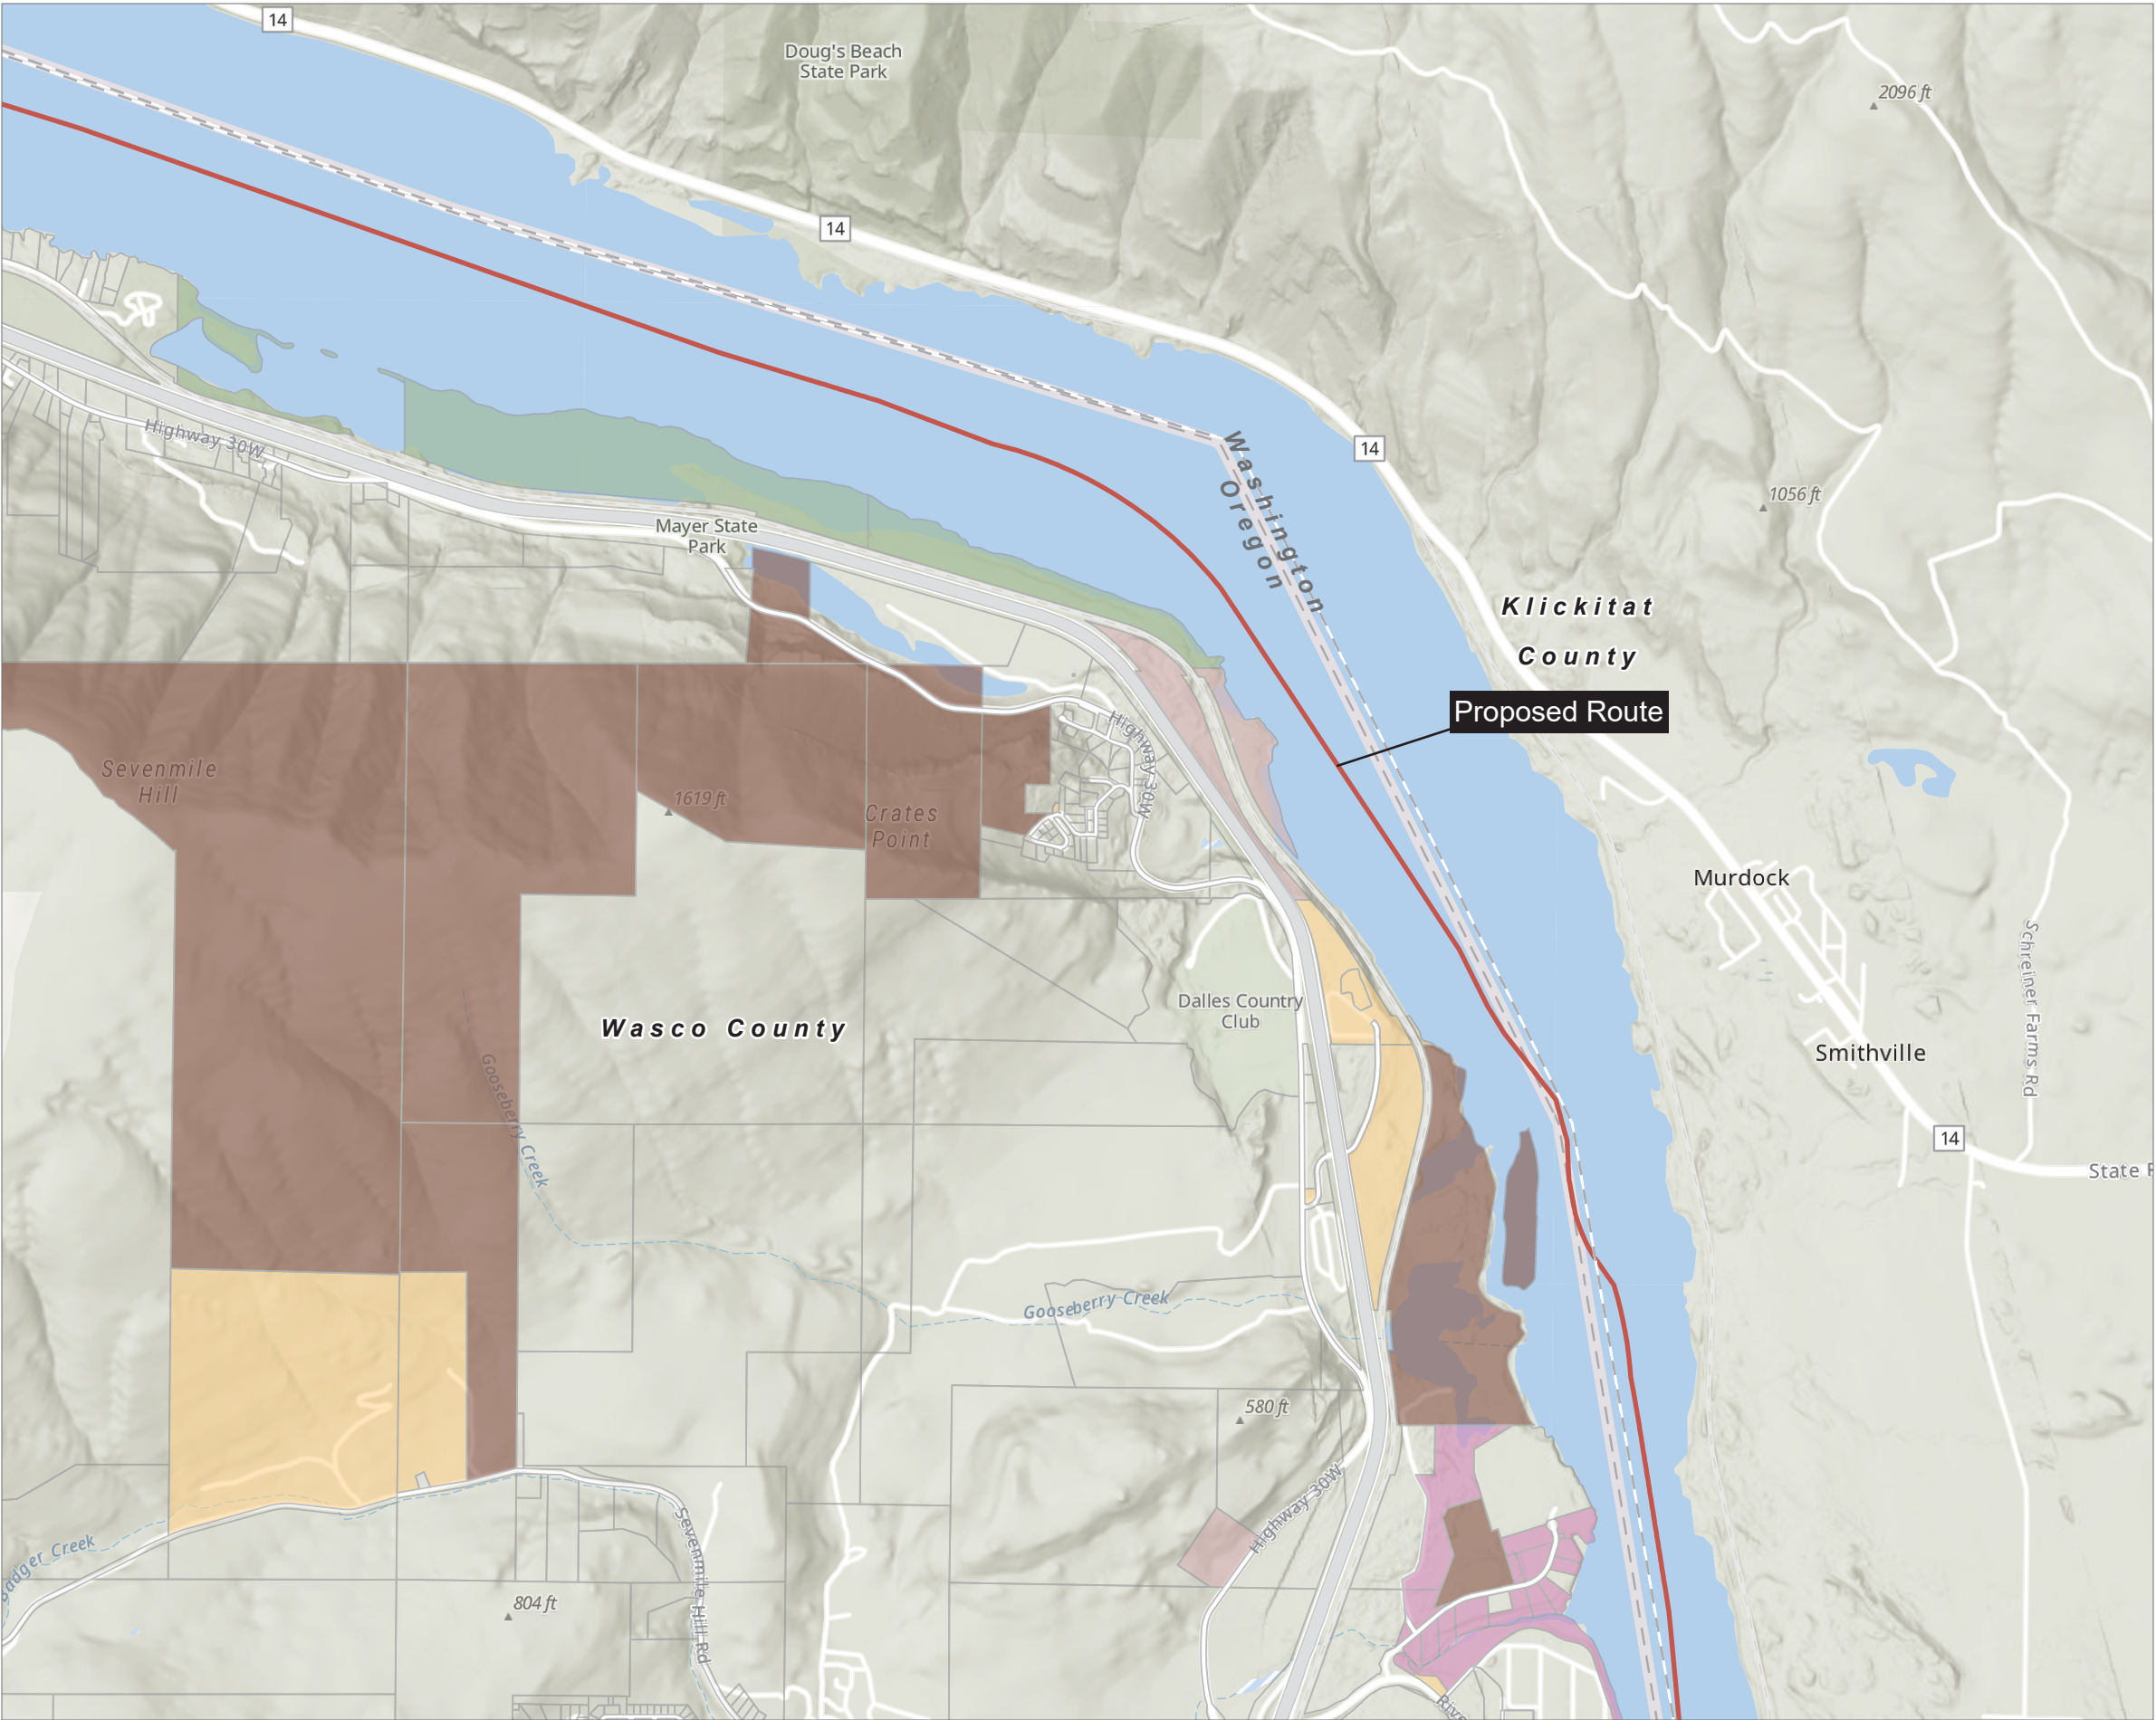 14
Doug's Beach
State Park
2096 ft
14
14
Washington
Oregon
1056 ft
Highway 30W
Mayer State
Park
Klickitat
County
Proposed Route
Highway 30W
Sevenmile
Hill
1619 ft
Crates
Point
Murdock
Schreiner Farms Rd
Dalles Country
Club
Wasco County
Smithville
Gooseberry Creek
14
State
Gooseberry Creek
580 ft
Highway 30W
Badger Creek
Sevenmile Hill Rd
804 ft